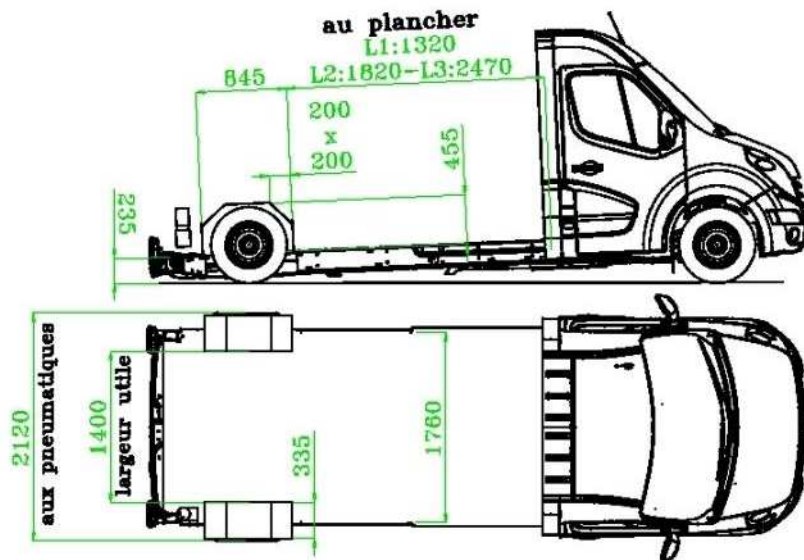 au plancher
L1:1320
L2:1820-L3:2470
845
200
x
200
455
235
2120
aux pneumatiques
1400
largeur utile
335
1760